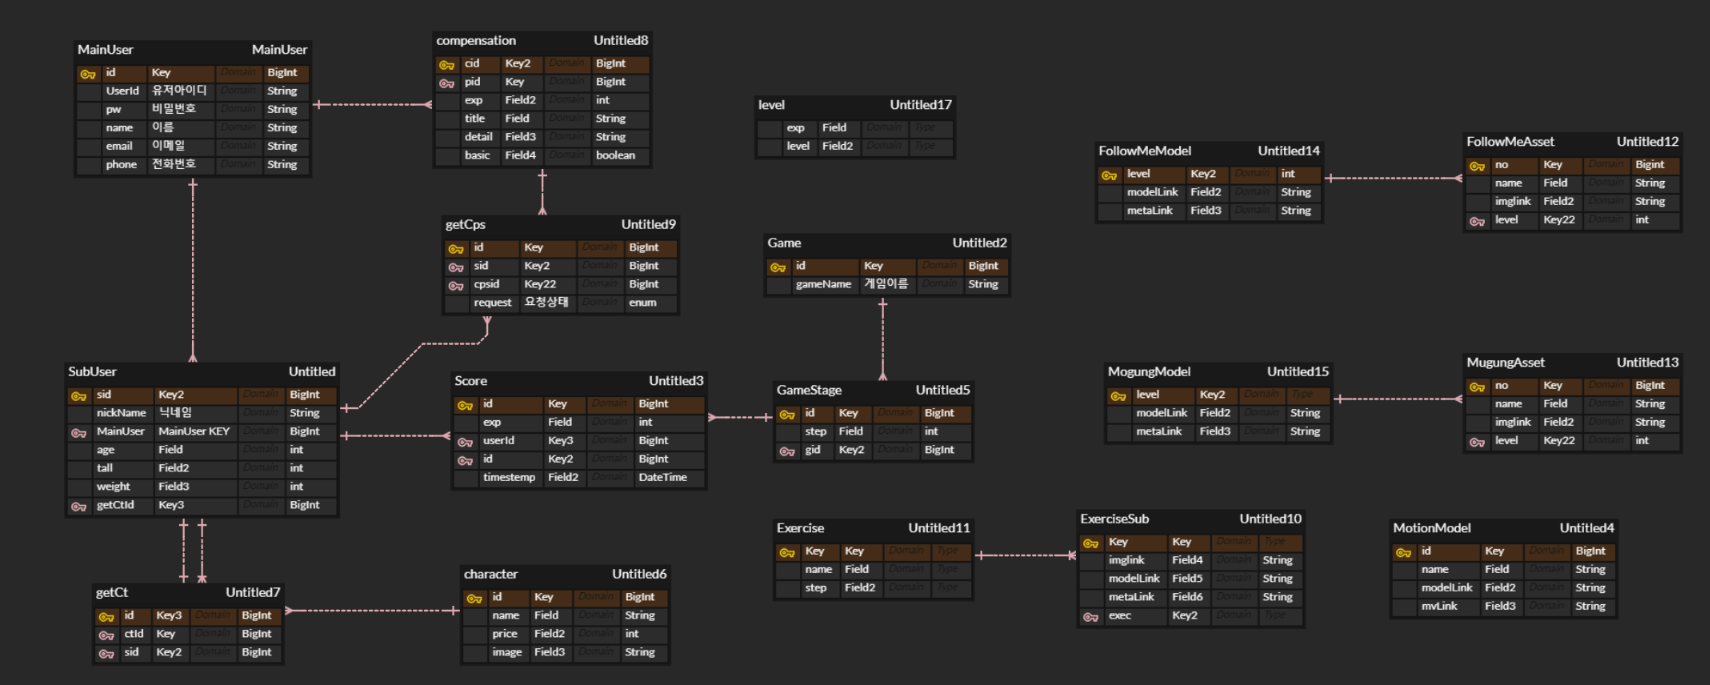 MainUser MainUser
id Key Domain BigInt
UserId 유저아이디 Domain String
pw 비밀번호 Domain String
name 이름 Domain String
email 이메일 Domain String
phone 전화번호 Domain String
compensation Untitled8
cid Key2 Domain BigInt
pid Key Domain BigInt
exp Field2 Domain int
title Field Domain String
detail Field3 Domain String
basic Field4 Domain boolean
level Untitled17
exp Field Domain Type
level Field2 Domain Type
FollowMeModel Untitled14
level Key2 Domain int
modelLink Field2 Domain String
metaLink Field3 Domain String
FollowMeAsset Untitled12
no Key Domain Bigint
name Field Domain String
imglink Field2 Domain String
level Key22 Domain int
getCps Untitled9
id Key Domain BigInt
sid Key2 Domain BigInt
cpsid Key22 Domain BigInt
request 요청상태 Domain enum
Game Untitled2
id Key Domain BigInt
gameName 게임이름 Domain String
SubUser Untitled
sid Key2 Domain BigInt
nickName 닉네임 Domain String
MainUser MainUser KEY Domain BigInt
age Field Domain int
tall Field2 Domain int
weight Field3 Domain int
getCtId Key3 Domain BigInt
Score Untitled3
id Key Domain BigInt
exp Field Domain int
userId Key3 Domain BigInt
id Key2 Domain BigInt
timestemp Field2 Domain DateTime
GameStage Untitled5
id Key Domain BigInt
step Field Domain int
gid Key2 Domain BigInt
MogungModel Untitled15
level Key2 Domain Type
modelLink Field2 Domain String
metaLink Field3 Domain String
MugungAsset Untitled13
no Key Domain BigInt
name Field Domain String
imglink Field2 Domain String
level Key22 Domain int
Exercise Untitled11
Key Key Domain Type
name Field Domain Type
step Field2 Domain Type
ExerciseSub Untitled10
Key Key Domain Type
imglink Field4 Domain String
modelLink Field5 Domain String
metaLink Field6 Domain String
exec Key2 Domain Type
MotionModel Untitled4
id Key Domain BigInt
name Field Domain String
modelLink Field2 Domain String
mvLink Field3 Domain String
getCt Untitled7
id Key3 Domain BigInt
ctId Key Domain BigInt
sid Key2 Domain BigInt
character Untitled6
id Key Domain BigInt
name Field Domain String
price Field2 Domain int
image Field3 Domain String